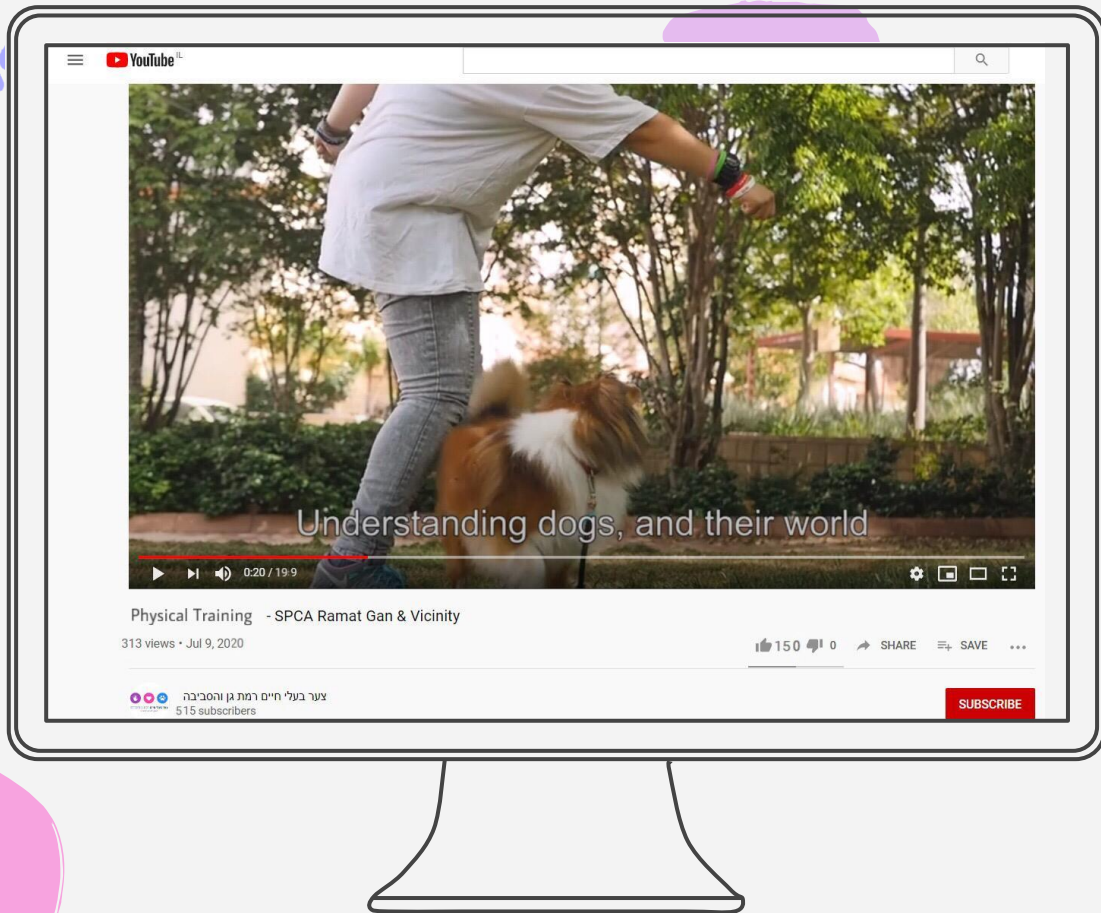 YouTube IL
Understanding dogs, and their world
0:20 / 19:9
Physical Training - SPCA Ramat Gan & Vicinity
313 views • Jul 9, 2020
150 0 SHARE SAVE
צער בעלי חיים רמת גן והסביבה
515 subscribers
SUBSCRIBE